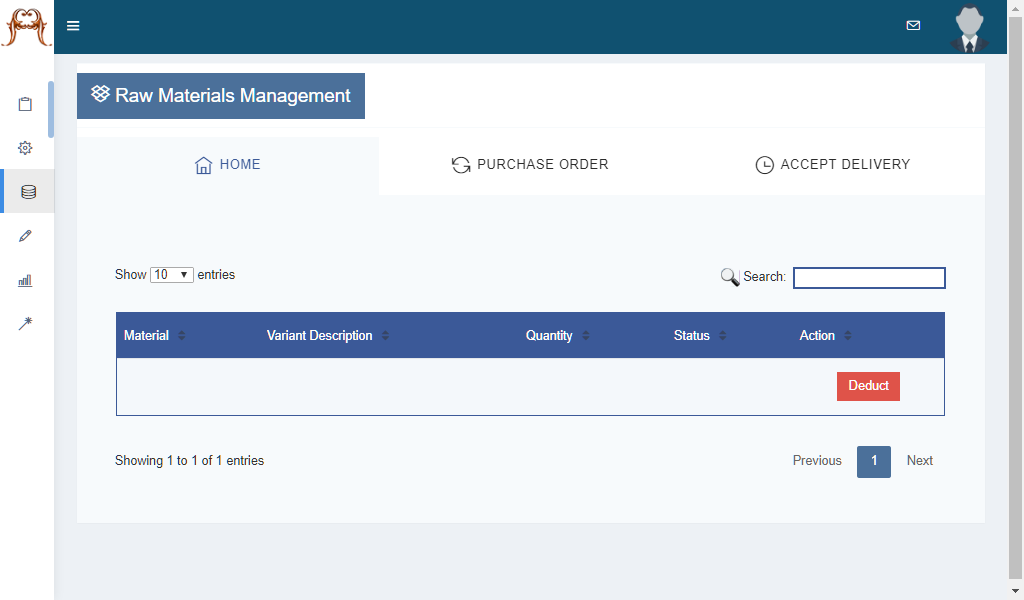 Raw Materials Management
HOME PURCHASE ORDER ACCEPT DELIVERY
Show 10 entries Search:
Material Variant Description Quantity Status Action
Deduct
Showing 1 to 1 of 1 entries Previous 1 Next